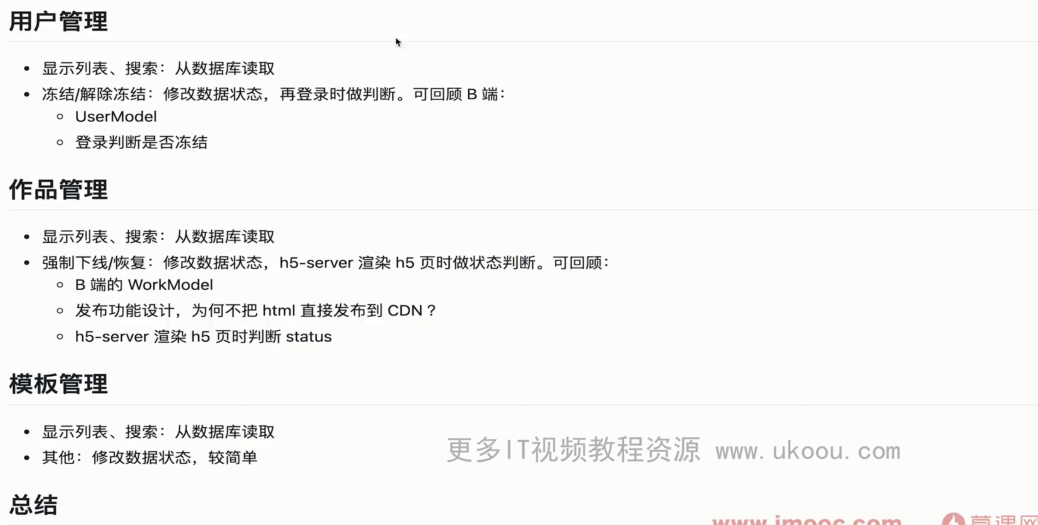 用户管理
显示列表、搜索：从数据库读取
冻结/解除冻结：修改数据状态，再登录时做判断。可回顾 B 端：
UserModel
登录判断是否冻结
作品管理
显示列表、搜索：从数据库读取
强制下线/恢复：修改数据状态，h5-server 渲染 h5 页时做状态判断。可回顾：
B 端的 WorkModel
发布功能设计，为何不把 html 直接发布到 CDN？
h5-server 渲染 h5 页时判断 status
模板管理
显示列表、搜索：从数据库读取
其他：修改数据状态，较简单
更多IT视频教程资源 www.ukoou.com
总结
www.imooc.com 慕课网